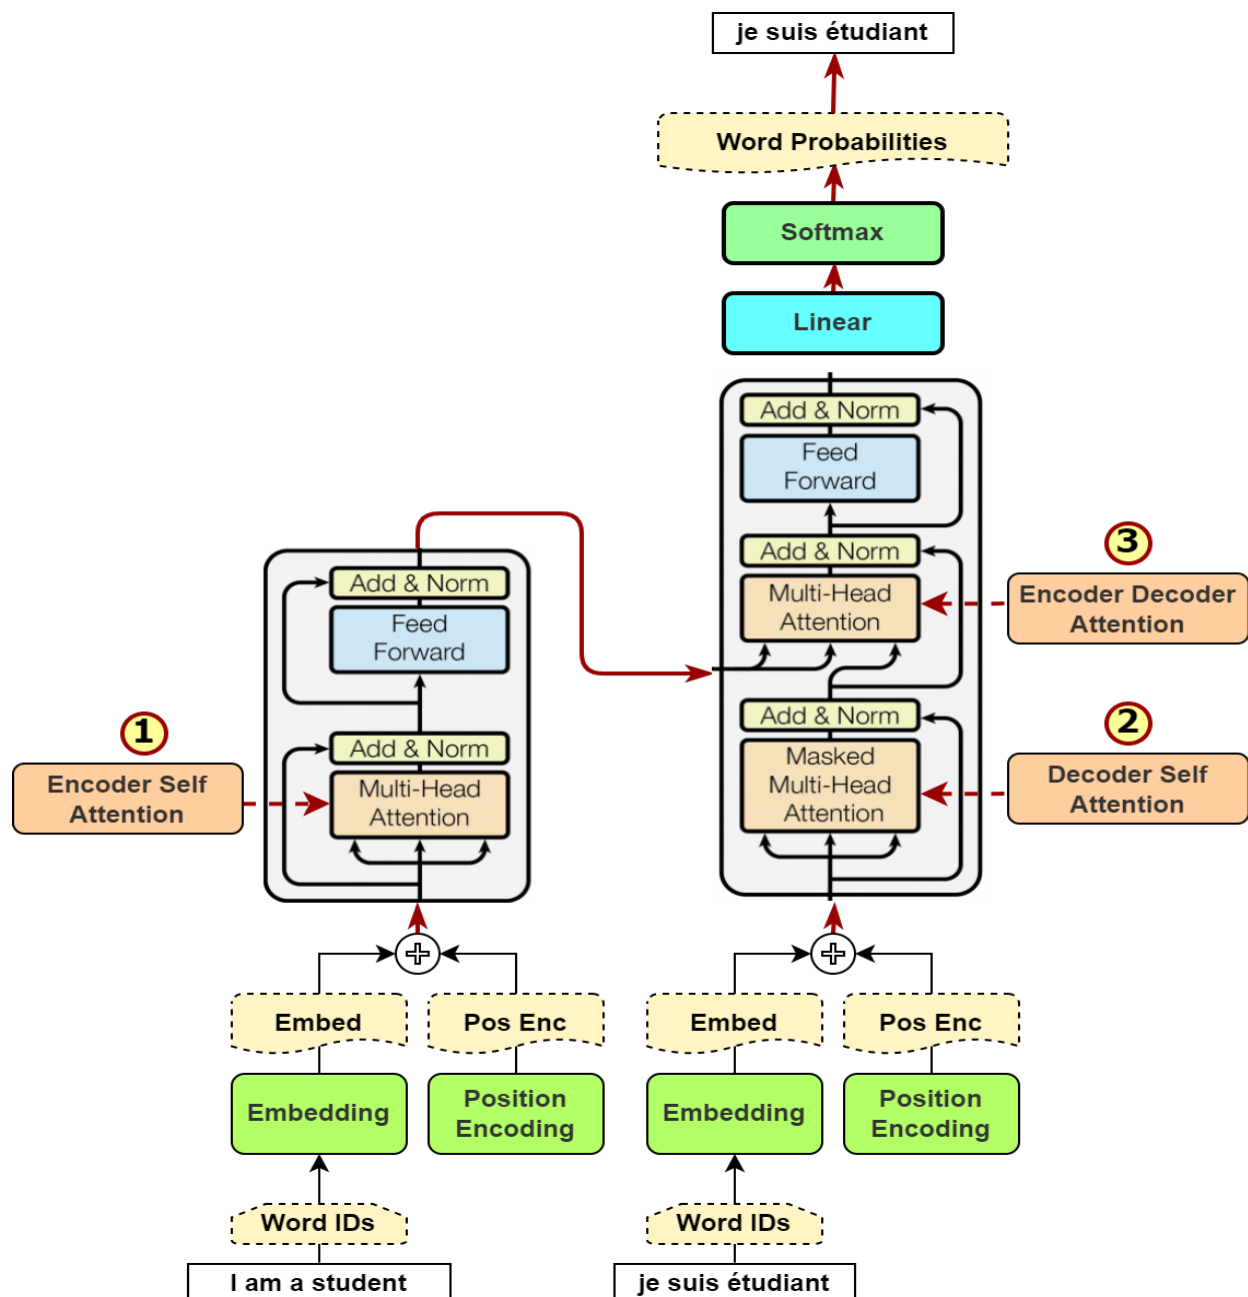 je suis étudiant
Word Probabilities
Softmax
Linear
Add & Norm
Feed
Forward
Add & Norm
Multi-Head
Attention
3
Encoder Decoder
Attention
Add & Norm
Masked
Multi-Head
Attention
2
Decoder Self
Attention
Add & Norm
Feed
Forward
1
Encoder Self
Attention
Add & Norm
Multi-Head
Attention
Embed
Pos Enc
Embed
Pos Enc
Embedding
Position
Encoding
Embedding
Position
Encoding
Word IDs
Word IDs
I am a student
je suis étudiant